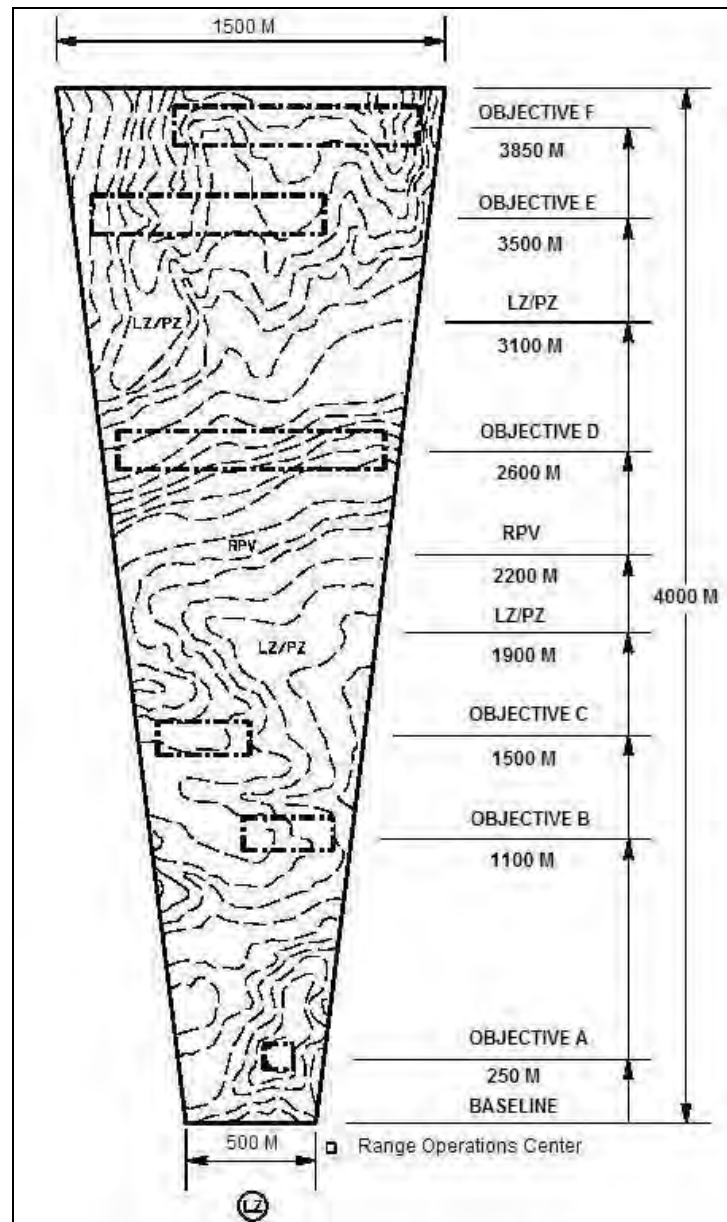 1500 M
OBJECTIVE F
3850 M
OBJECTIVE E
3500 M
LZ/PZ
LZ/PZ
3100 M
OBJECTIVE D
2600 M
RPV
RPV
2200 M
4000 M
LZ/PZ
LZ/PZ
1900 M
OBJECTIVE C
1500 M
OBJECTIVE B
1100 M
OBJECTIVE A
250 M
BASELINE
500 M
Range Operations Center
LZ